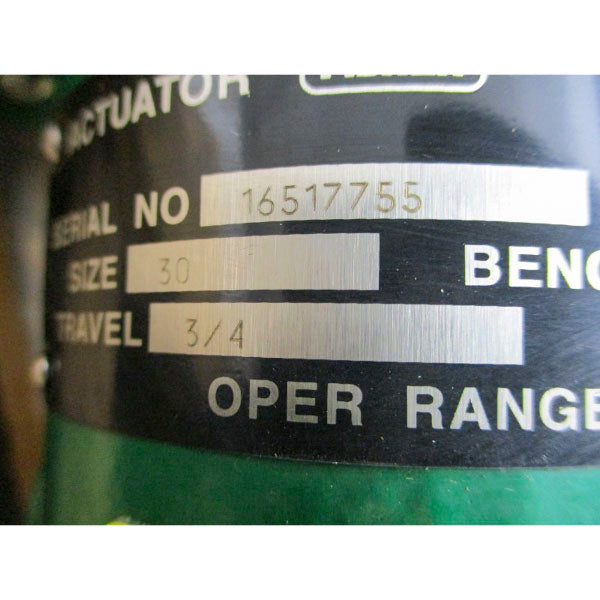 ACTUATOR
SERIAL NO 16517755
SIZE 30 BENC
TRAVEL 3/4
OPER RANGE